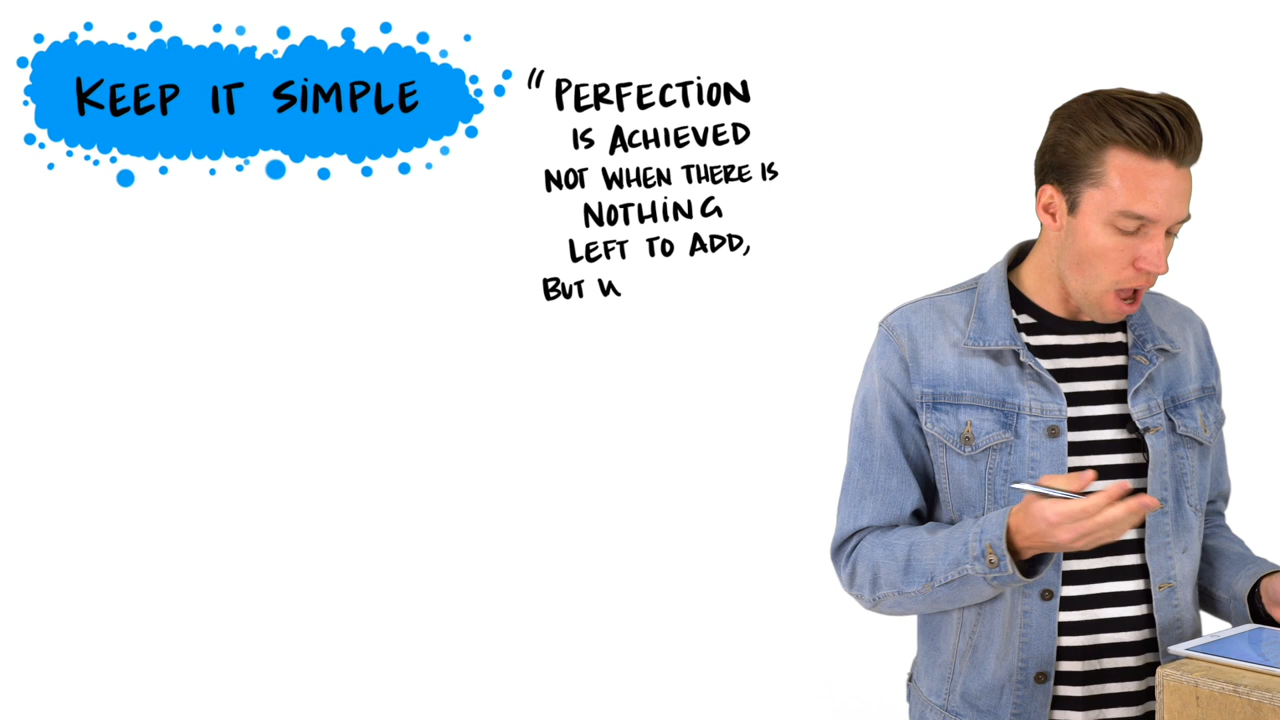 KEEP IT SIMPLE
" PERFECTION
IS ACHIEVED
NOT WHEN THERE IS
NOTHING
LEFT TO ADD,
BUT